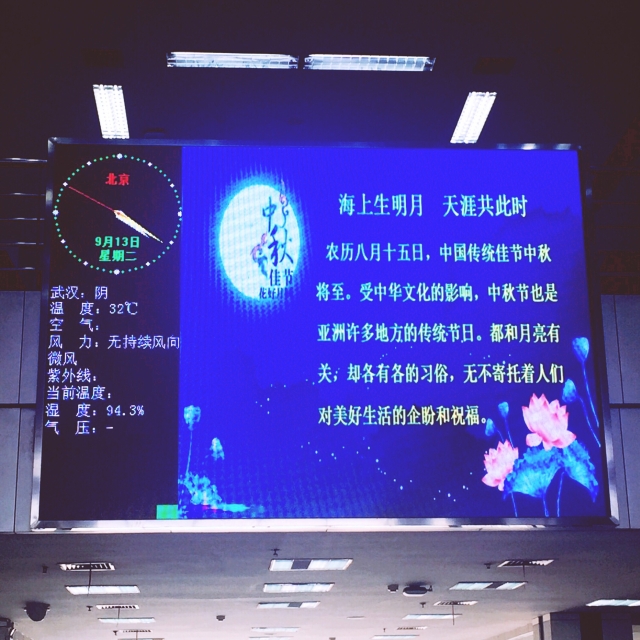 北京
9月13日
星期二
武汉：阴
温 度：32℃
空 气：
风 力：无持续风向
微风
紫外线：
当前温度：
湿 度：94.3%
气 压：-
中秋
佳节
海上生明月 天涯共此时
农历八月十五日，中国传统佳节中秋
将至。受中华文化的影响，中秋节也是
亚洲许多地方的传统节日。都和月亮有
关，却各有各的习俗，无不寄托着人们
对美好生活的企盼和祝福。